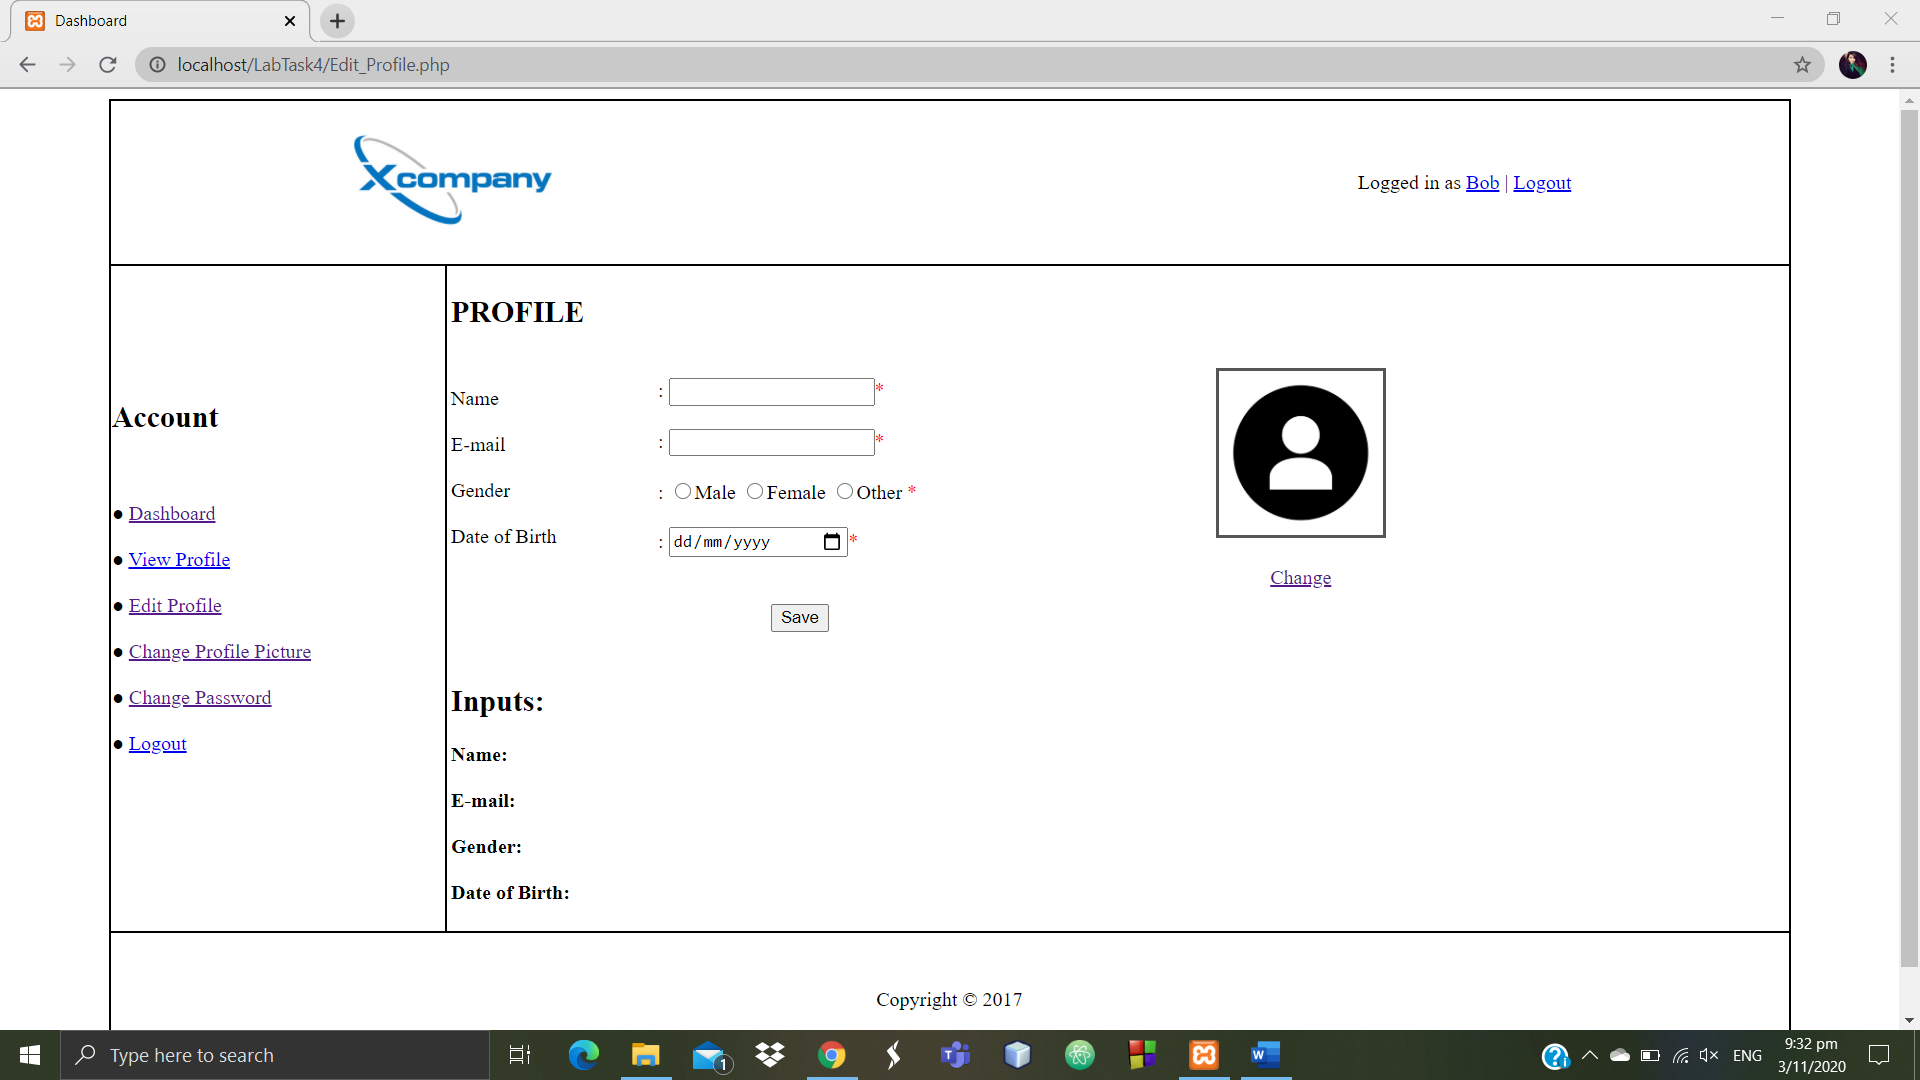 Dashboard
localhost/LabTask4/Edit_Profile.php
Xcompany
Logged in as Bob | Logout
Account
● Dashboard
● View Profile
● Edit Profile
● Change Profile Picture
● Change Password
● Logout
PROFILE
Name : *
E-mail : *
Gender : Male Female Other *
Date of Birth : dd/mm/yyyy *
Save
Change
Inputs:
Name:
E-mail:
Gender:
Date of Birth:
Copyright © 2017
Type here to search
1
ENG
9:32 pm
3/11/2020